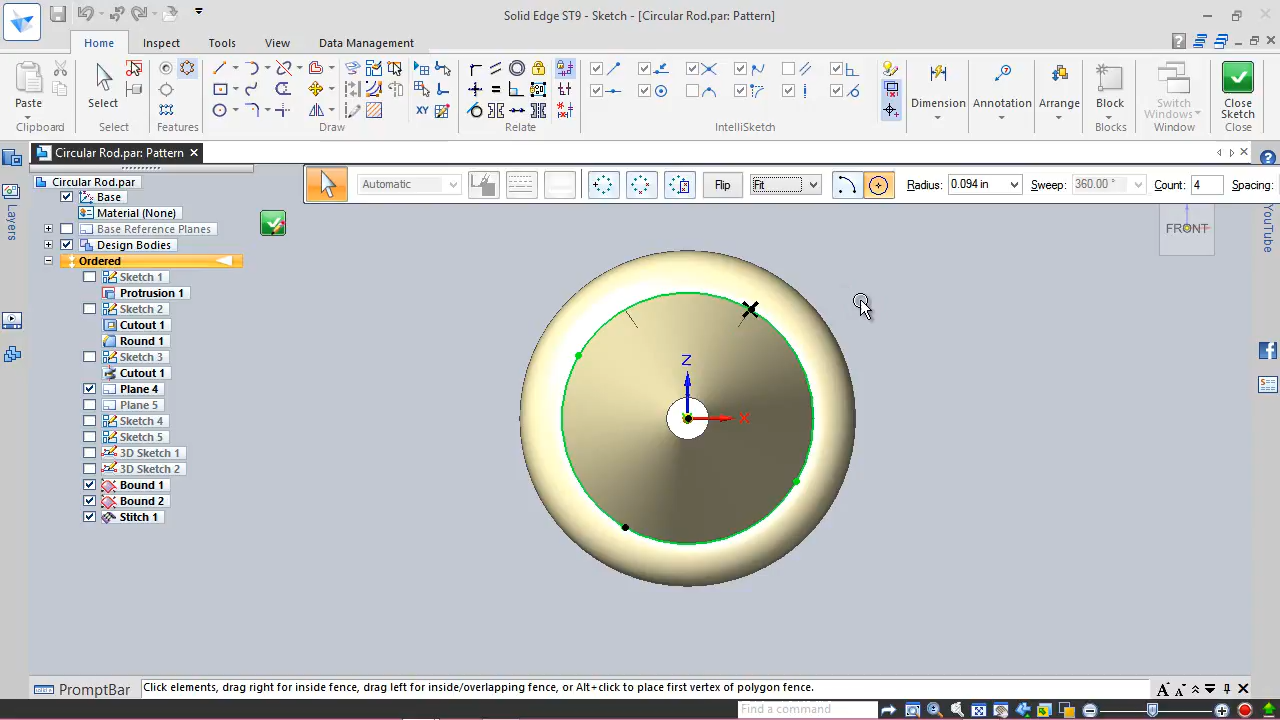 Solid Edge ST9 - Sketch - [Circular Rod.par: Pattern]
Home Inspect Tools View Data Management
Paste Select Dimension Annotation Arrange Block Switch Windows Close Sketch
Clipboard Select Features Draw Relate IntelliSketch Blocks Window Close
XY
Circular Rod.par: Pattern
Automatic Flip Fit Radius: 0.094 in Sweep: 360.00 ° Count: 4 Spacing:
Circular Rod.par
Base
Material (None)
Base Reference Planes
Design Bodies
Ordered
Sketch 1
Protrusion 1
Sketch 2
Cutout 1
Round 1
Sketch 3
Cutout 1
Plane 4
Plane 5
Sketch 4
Sketch 5
3D Sketch 1
3D Sketch 2
Bound 1
Bound 2
Stitch 1
Layers
FRONT
YouTube
Z
X
PromptBar
Click elements, drag right for inside fence, drag left for inside/overlapping fence, or Alt+click to place first vertex of polygon fence.
Find a command